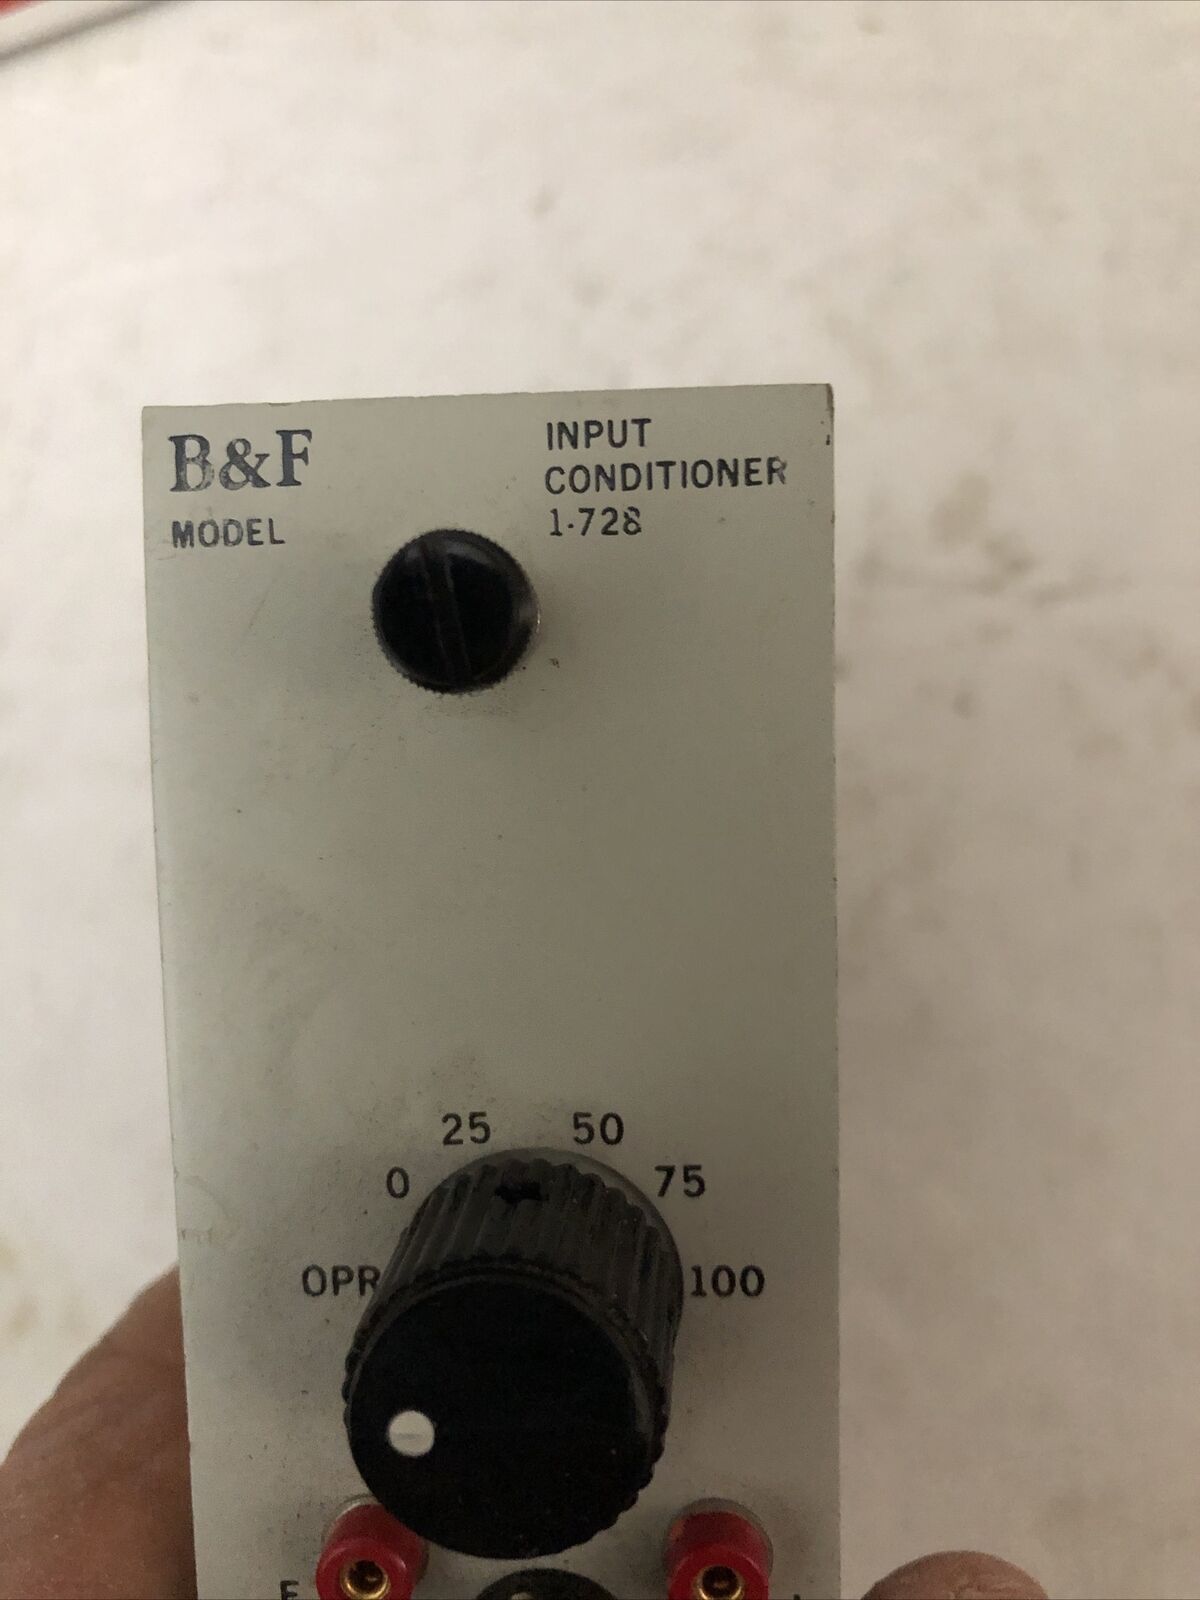 B&F
MODEL
INPUT
CONDITIONER
1-728
25 50
0 75
OPR 100